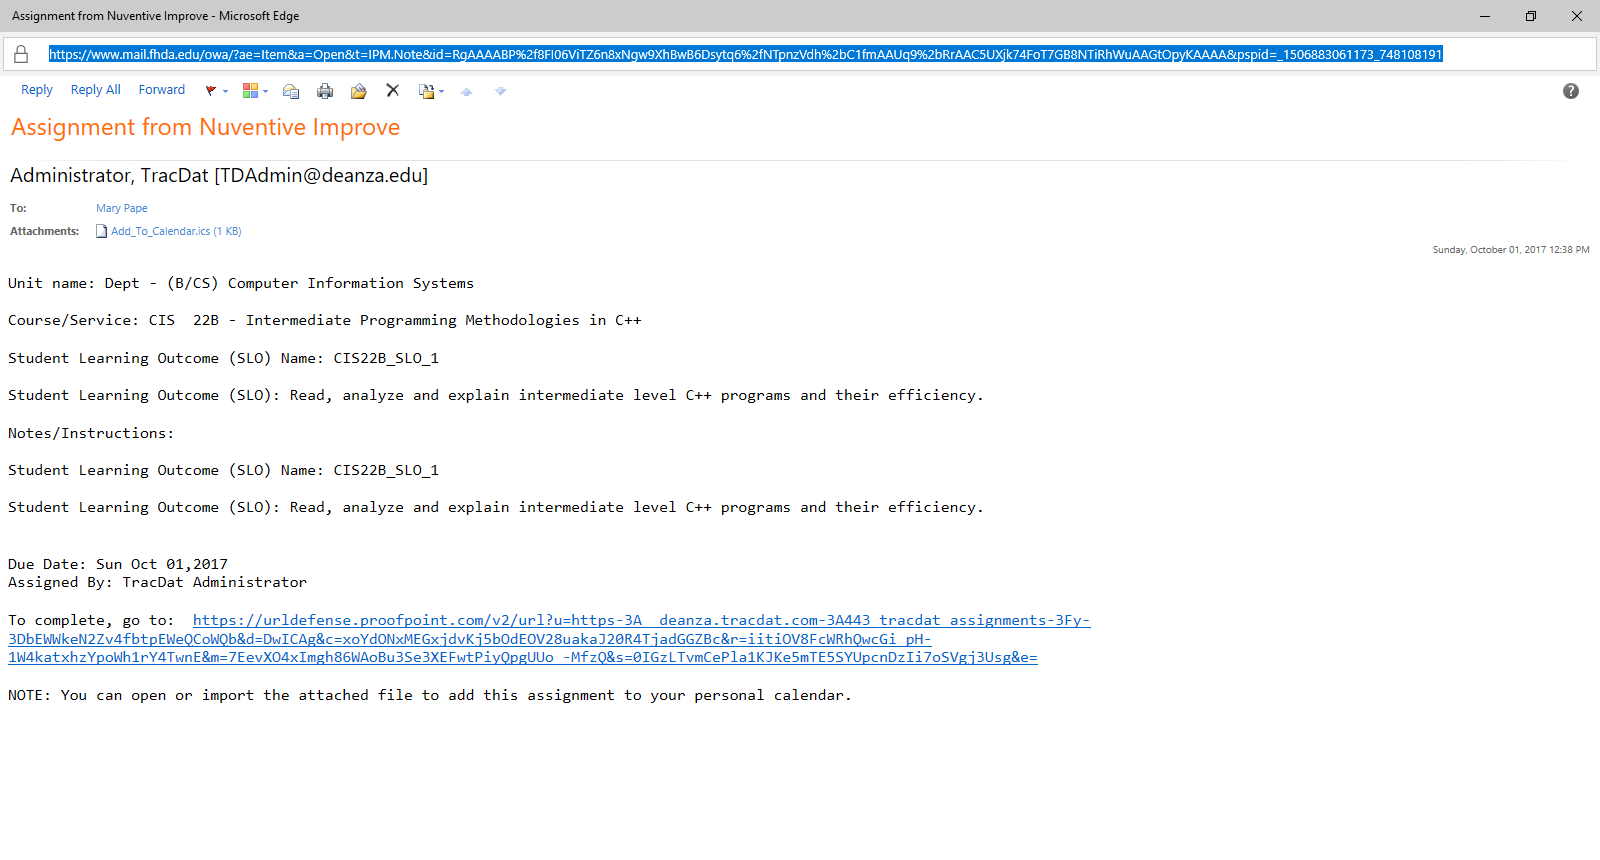 Assignment from Nuventive Improve - Microsoft Edge
https://www.mail.fhda.edu/owa/?ae=Item&a=Open&t=IPM.Note&id=RgAAAABP%2f8FI06ViTZ6n8xNgw9XhBwB6Dsytq6%2fNTpnzVdh%2bC1fmAAUq9%2bRrAAC5UXjk74FoT7GB8NTiRhWuAAGtOpyKAAAA&pspid=_1506883061173_748108191
Reply Reply All Forward
Assignment from Nuventive Improve
Administrator, TracDat [TDAdmin@deanza.edu]
To: Mary Pape
Attachments: Add_To_Calendar.ics (1 KB)
Sunday, October 01, 2017 12:38 PM
Unit name: Dept - (B/CS) Computer Information Systems
Course/Service: CIS  22B - Intermediate Programming Methodologies in C++
Student Learning Outcome (SLO) Name: CIS22B_SLO_1
Student Learning Outcome (SLO): Read, analyze and explain intermediate level C++ programs and their efficiency.
Notes/Instructions:
Student Learning Outcome (SLO) Name: CIS22B_SLO_1
Student Learning Outcome (SLO): Read, analyze and explain intermediate level C++ programs and their efficiency.
Due Date: Sun Oct 01,2017
Assigned By: TracDat Administrator
To complete, go to:  https://urldefense.proofpoint.com/v2/url?u=https-3A__deanza.tracdat.com-3A443_tracdat_assignments-3Fy-
3DbEWWkeN2Zv4fbtpEWeQCoWQb&d=DwICAg&c=xoYdONxMEGxjdvKj5bOdEOV28uakaJ20R4TjadGGZBc&r=iitiOV8FcWRhQwcGi_pH-
1W4katxhzYpoWh1rY4TwnE&m=7EevXO4xImgh86WAoBu3Se3XEFwtPiyQpgUUo_-MfzQ&s=0IGzLTvmCePla1KJKe5mTE5SYUpcnDzIi7oSVgj3Usg&e=
NOTE: You can open or import the attached file to add this assignment to your personal calendar.